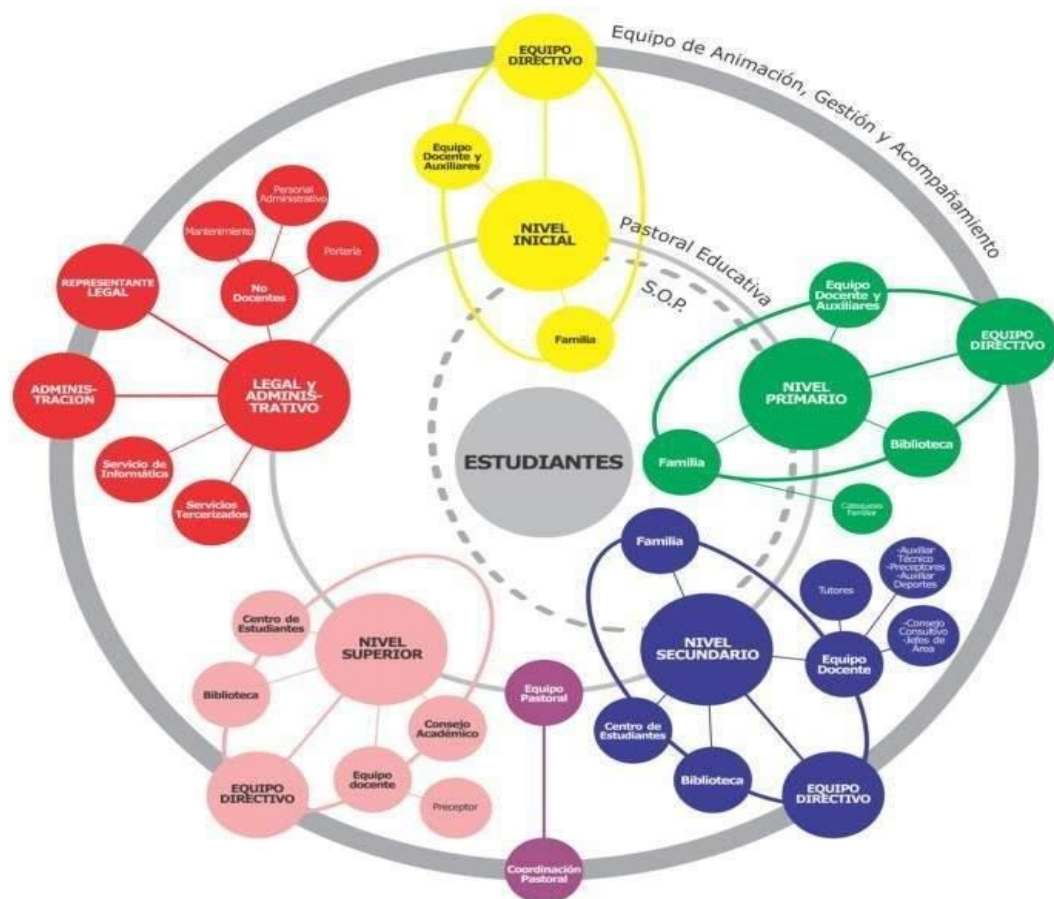 Equipo de Animación, Gestión y Acompañamiento
Pastoral Educativa
S.O.P.
EQUIPO
DIRECTIVO
Equipo
Docente y
Auxiliares
NIVEL
INICIAL
Familia
Personal
Administrativo
Mantenimiento
Portería
No
Docentes
REPRESENTANTE
LEGAL
ADMINIS-
TRACION
LEGAL y
ADMINIS-
TRATIVO
Servicio de
Informática
Servicios
Tercerizados
ESTUDIANTES
Equipo
Docente y
Auxiliares
EQUIPO
DIRECTIVO
NIVEL
PRIMARIO
Biblioteca
Familia
Catequesis
Familiar
Familia
Tutores
-Auxiliar
Técnico
-Preceptores
-Auxiliar
Deportes
-Consejo
Consultivo
-Jefes de
Área
NIVEL
SECUNDARIO
Equipo
Docente
Centro de
Estudiantes
Biblioteca
EQUIPO
DIRECTIVO
Centro de
Estudiantes
NIVEL
SUPERIOR
Biblioteca
Consejo
Académico
EQUIPO
DIRECTIVO
Equipo
docente
Preceptor
Equipo
Pastoral
Coordinación
Pastoral